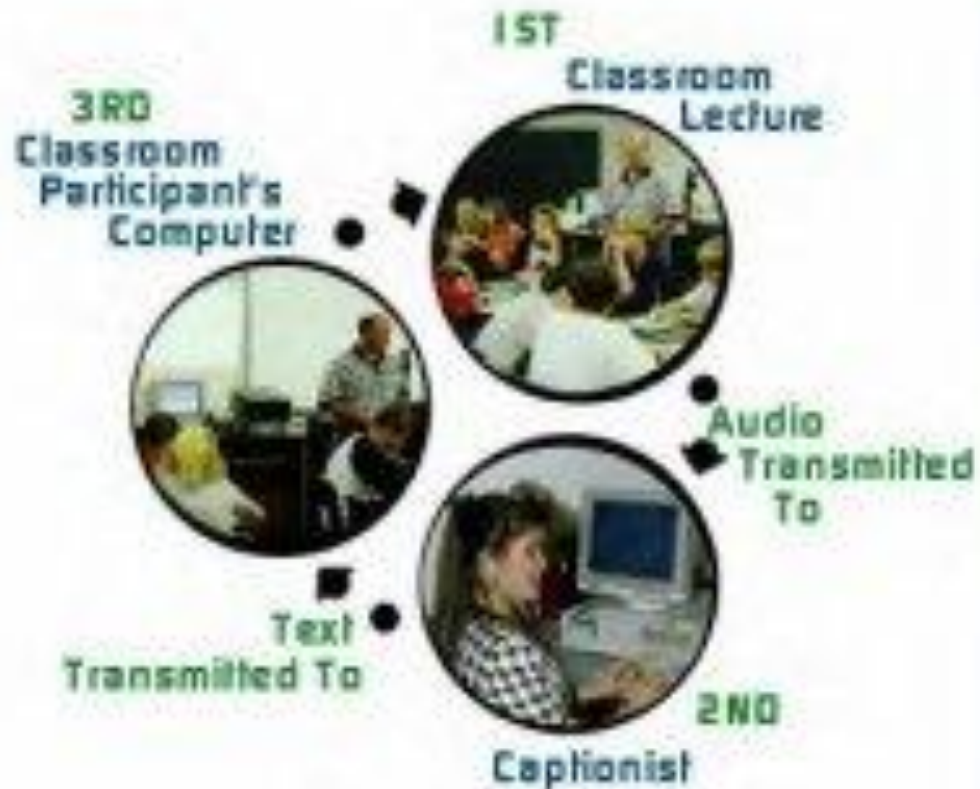 1ST
Classroom
Lecture
Audio
Transmitted
To
2ND
Captionist
Text
Transmitted To
3RD
Classroom
Participant's
Computer